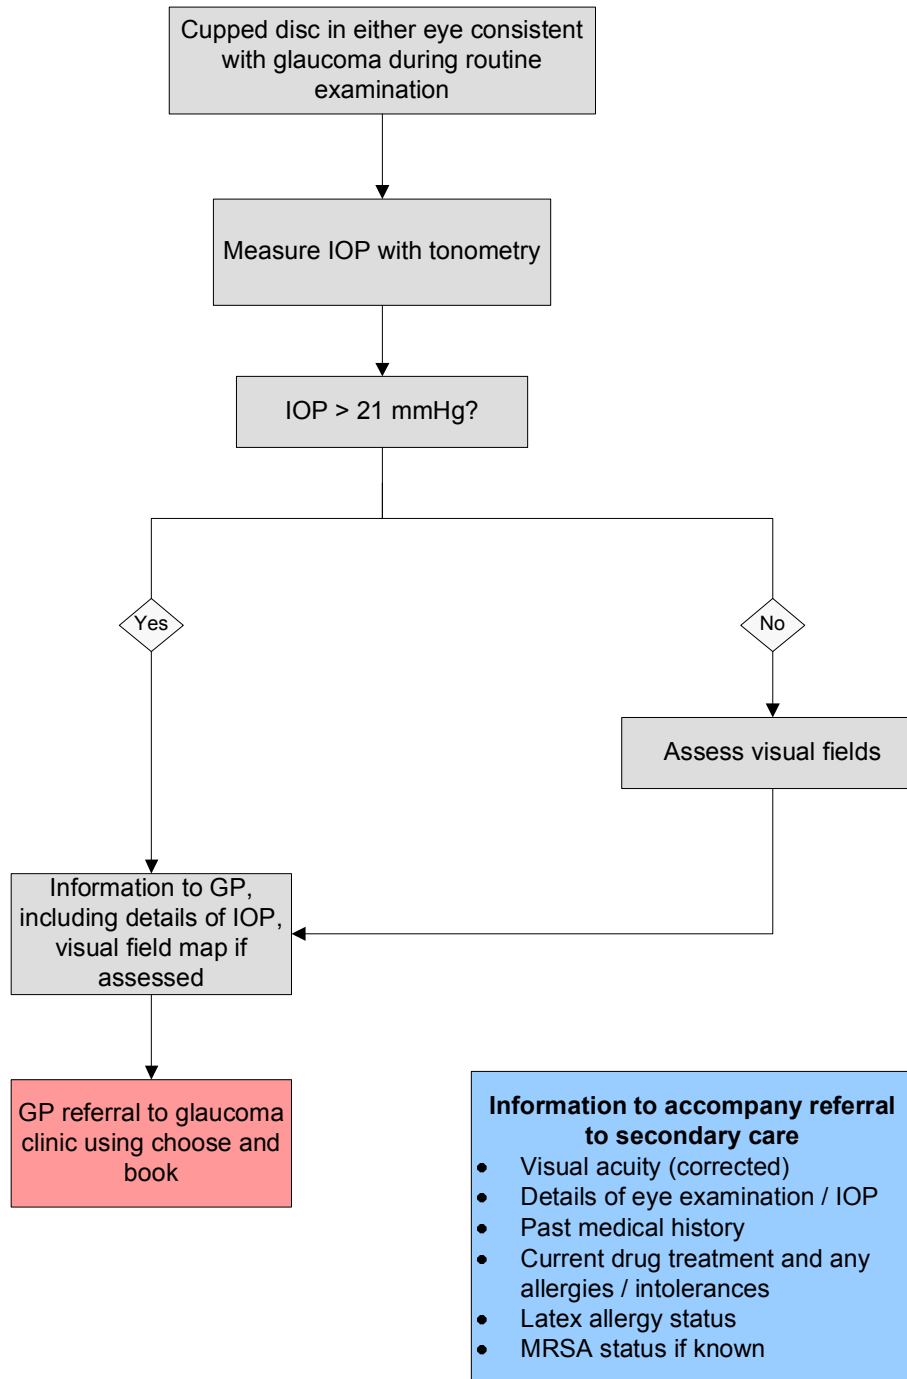 Cupped disc in either eye consistent
with glaucoma during routine
examination
Measure IOP with tonometry
IOP > 21 mmHg?
Yes
No
Assess visual fields
Information to GP,
including details of IOP,
visual field map if
assessed
GP referral to glaucoma
clinic using choose and
book
Information to accompany referral
to secondary care
• Visual acuity (corrected)
• Details of eye examination / IOP
• Past medical history
• Current drug treatment and any
allergies / intolerances
• Latex allergy status
• MRSA status if known